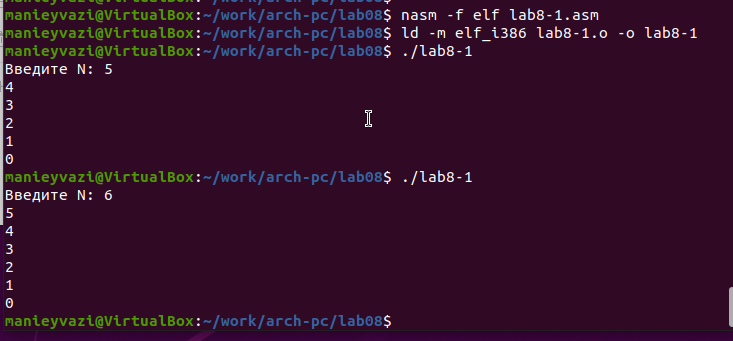 manieyvazi@VirtualBox:~/work/arch-pc/lab08$ nasm -f elf lab8-1.asm
manieyvazi@VirtualBox:~/work/arch-pc/lab08$ ld -m elf_i386 lab8-1.o -o lab8-1
manieyvazi@VirtualBox:~/work/arch-pc/lab08$ ./lab8-1
Введите N: 5
4
3
2
1
0
manieyvazi@VirtualBox:~/work/arch-pc/lab08$ ./lab8-1
Введите N: 6
5
4
3
2
1
0
manieyvazi@VirtualBox:~/work/arch-pc/lab08$